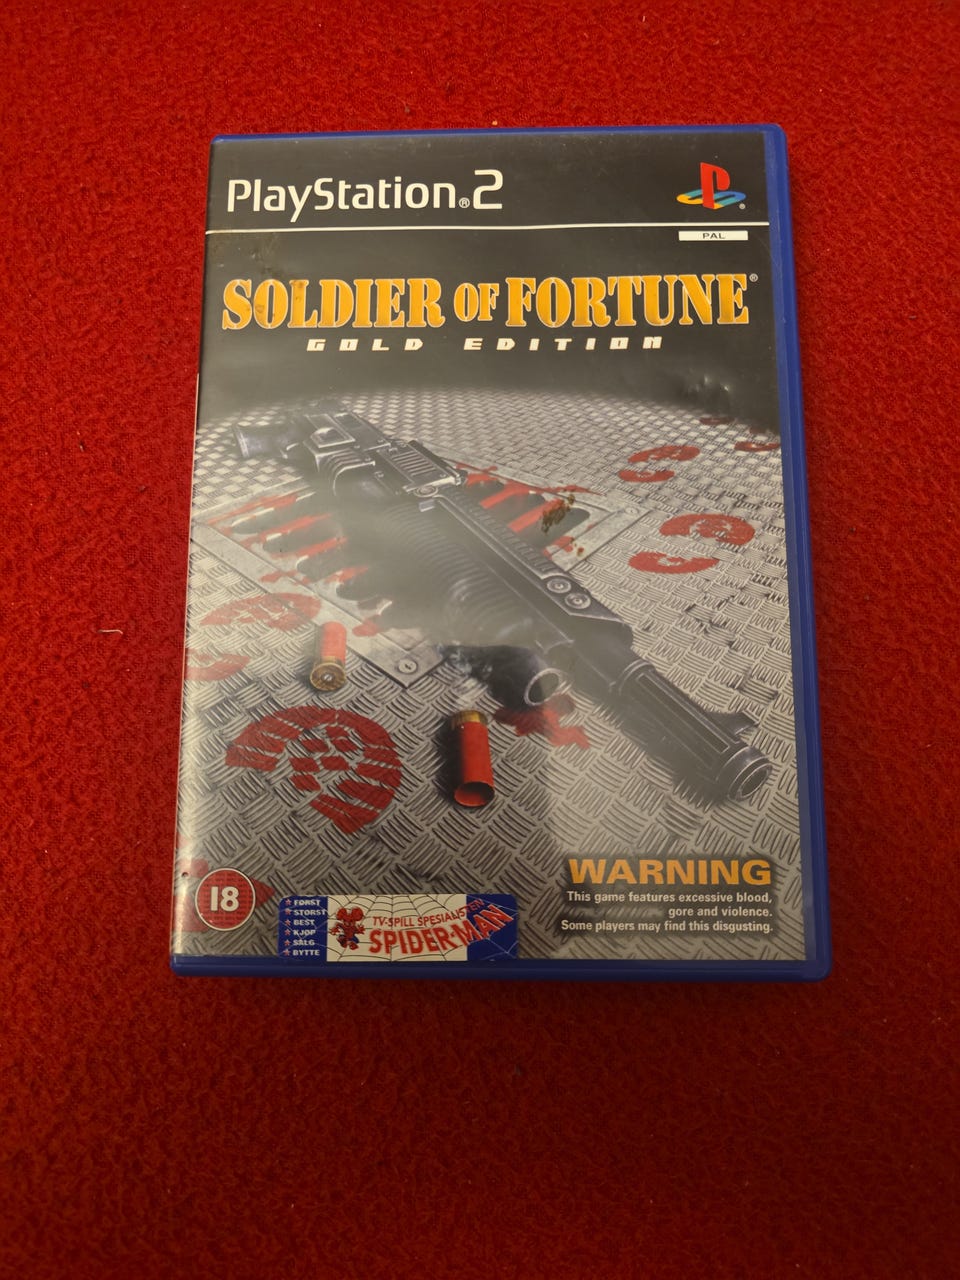 PlayStation®2
PAL
SOLDIER OF FORTUNE®
GOLD EDITION
WARNING
This game features excessive blood,
gore and violence.
Some players may find this disgusting.
18
FØRST
STØRST
BEST
KJØP
SALG
BYTTE
TV-SPILL SPESIALISTEN
SPIDER-MAN